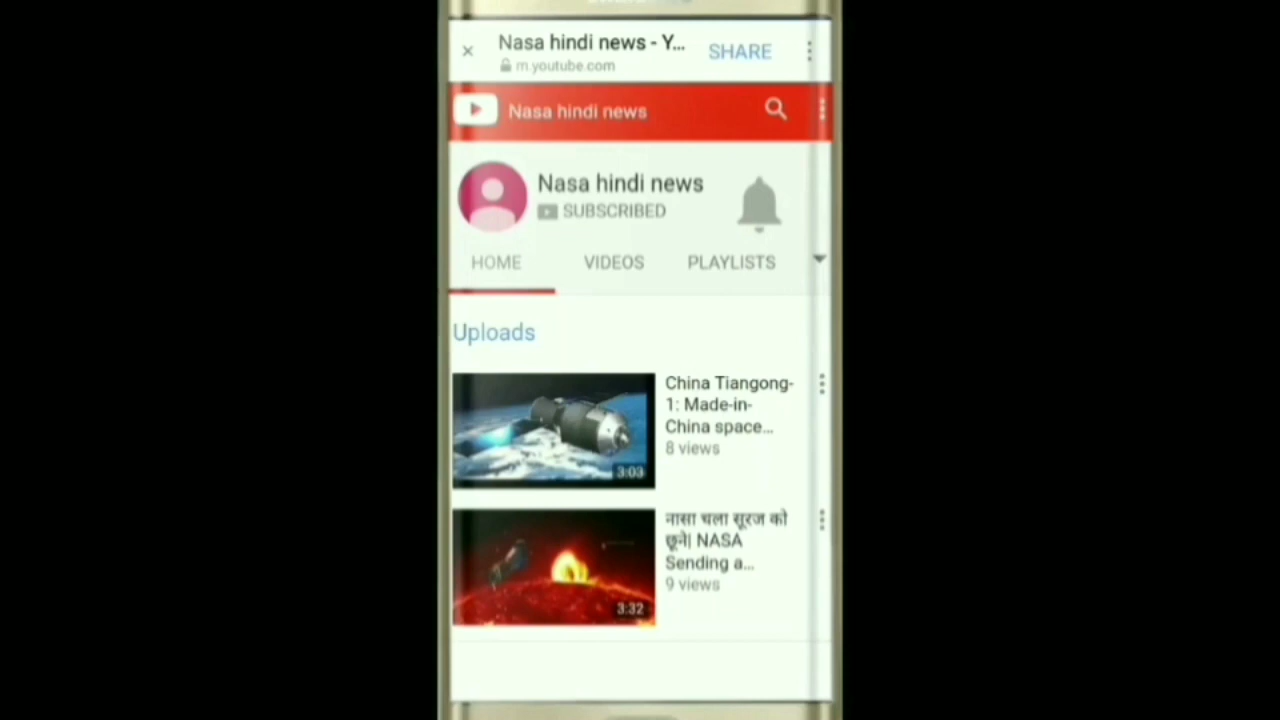 Nasa hindi news - Y...
SHARE
m.youtube.com
Nasa hindi news
Nasa hindi news
SUBSCRIBED
HOME
VIDEOS
PLAYLISTS
Uploads
China Tiangong-
1: Made-in-
China space...
8 views
3:03
नासा चला सूरज को
छूने| NASA
Sending a...
9 views
3:32